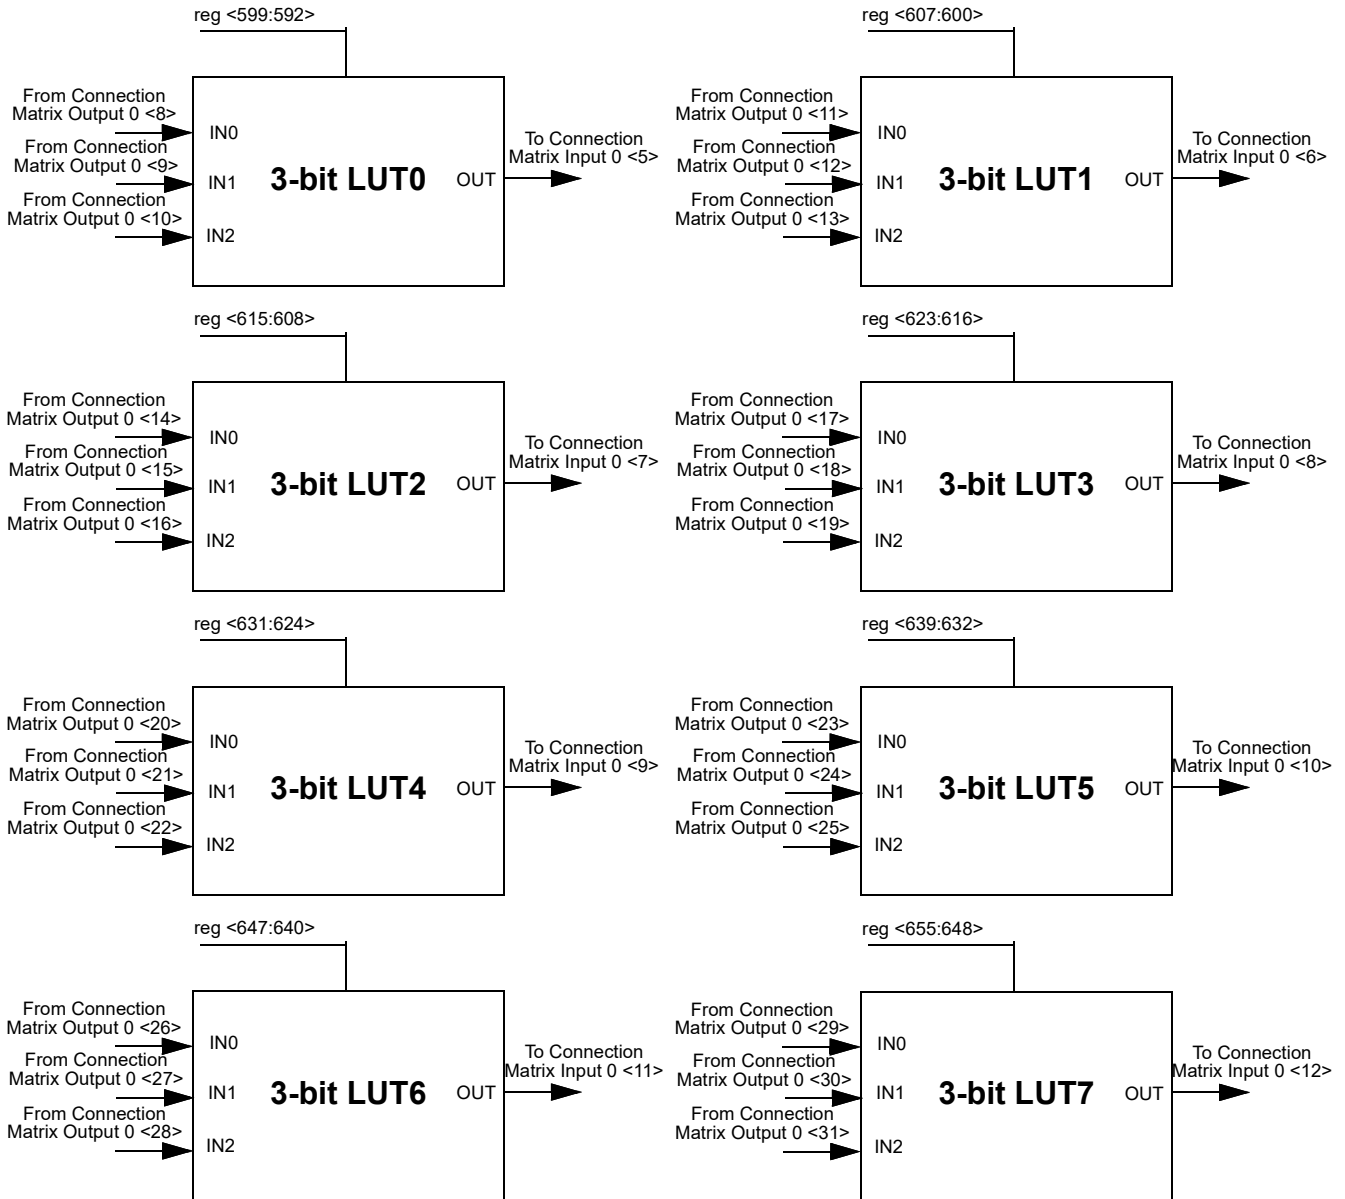 reg <599:592>
From Connection
Matrix Output 0 <8>
IN0
From Connection
Matrix Output 0 <9>
IN1
From Connection
Matrix Output 0 <10>
IN2
3-bit LUT0
OUT
To Connection
Matrix Input 0 <5>
reg <607:600>
From Connection
Matrix Output 0 <11>
IN0
From Connection
Matrix Output 0 <12>
IN1
From Connection
Matrix Output 0 <13>
IN2
3-bit LUT1
OUT
To Connection
Matrix Input 0 <6>
reg <615:608>
From Connection
Matrix Output 0 <14>
IN0
From Connection
Matrix Output 0 <15>
IN1
From Connection
Matrix Output 0 <16>
IN2
3-bit LUT2
OUT
To Connection
Matrix Input 0 <7>
reg <623:616>
From Connection
Matrix Output 0 <17>
IN0
From Connection
Matrix Output 0 <18>
IN1
From Connection
Matrix Output 0 <19>
IN2
3-bit LUT3
OUT
To Connection
Matrix Input 0 <8>
reg <631:624>
From Connection
Matrix Output 0 <20>
IN0
From Connection
Matrix Output 0 <21>
IN1
From Connection
Matrix Output 0 <22>
IN2
3-bit LUT4
OUT
To Connection
Matrix Input 0 <9>
reg <639:632>
From Connection
Matrix Output 0 <23>
IN0
From Connection
Matrix Output 0 <24>
IN1
From Connection
Matrix Output 0 <25>
IN2
3-bit LUT5
OUT
To Connection
Matrix Input 0 <10>
reg <647:640>
From Connection
Matrix Output 0 <26>
IN0
From Connection
Matrix Output 0 <27>
IN1
From Connection
Matrix Output 0 <28>
IN2
3-bit LUT6
OUT
To Connection
Matrix Input 0 <11>
reg <655:648>
From Connection
Matrix Output 0 <29>
IN0
From Connection
Matrix Output 0 <30>
IN1
From Connection
Matrix Output 0 <31>
IN2
3-bit LUT7
OUT
To Connection
Matrix Input 0 <12>